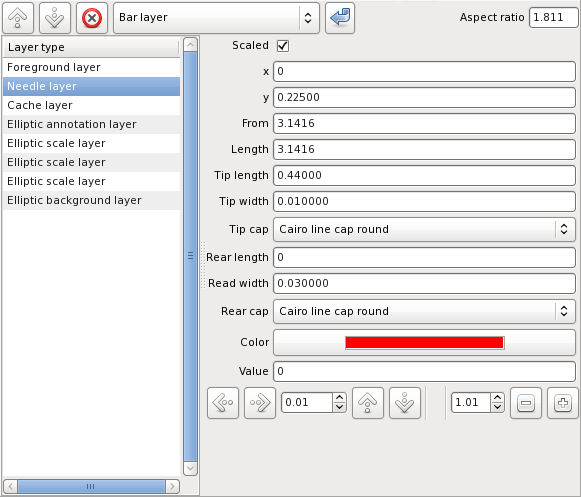 Bar layer
Aspect ratio 1.811
Layer type
Foreground layer
Needle layer
Cache layer
Elliptic annotation layer
Elliptic scale layer
Elliptic scale layer
Elliptic scale layer
Elliptic background layer
Scaled
x 0
y 0.22500
From 3.1416
Length 3.1416
Tip length 0.44000
Tip width 0.010000
Tip cap Cairo line cap round
Rear length 0
Read width 0.030000
Rear cap Cairo line cap round
Color
Value 0
0.01 1.01